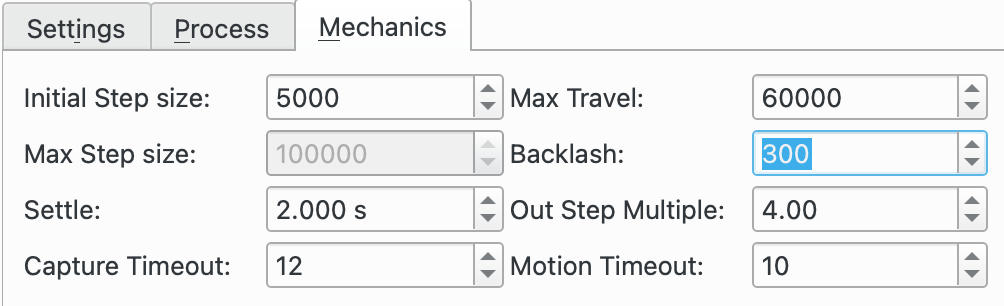 Settings Process Mechanics
Initial Step size: 5000 Max Travel: 60000
Max Step size: 100000 Backlash: 300
Settle: 2.000 s Out Step Multiple: 4.00
Capture Timeout: 12 Motion Timeout: 10